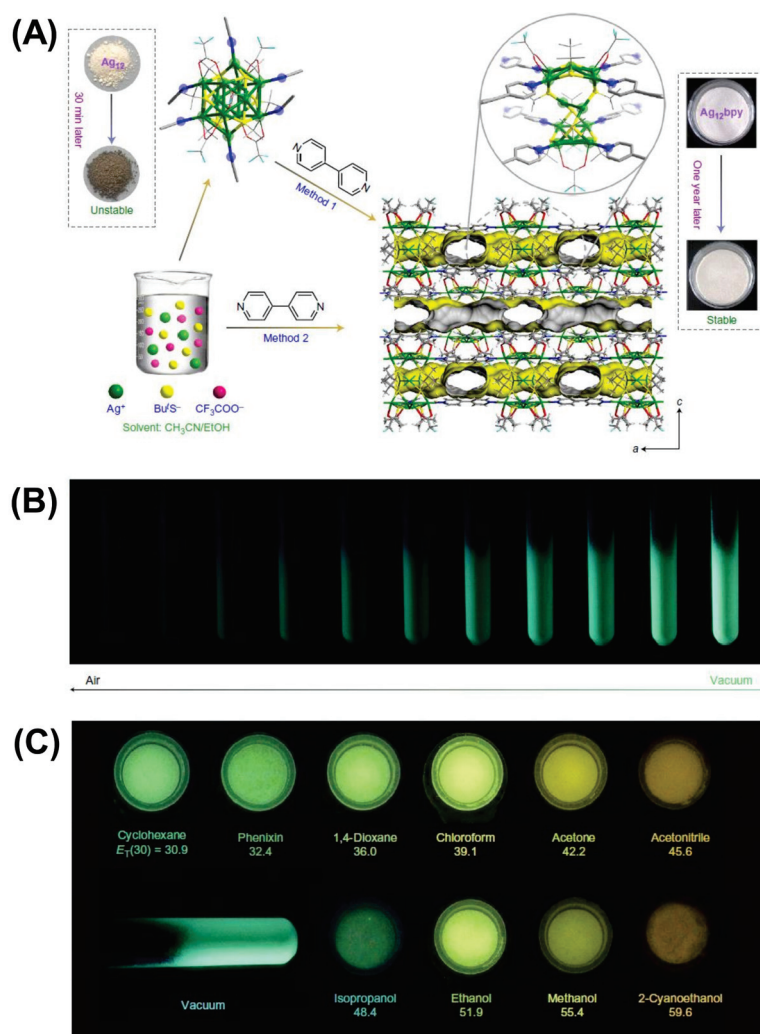 (A)
Ag12
30 min later
Unstable
N
N
Method 1
N
N
Method 2
Ag⁺
BuᵗS⁻
CF₃COO⁻
Solvent: CH₃CN/EtOH
Ag₁₂bpy
One year later
Stable
c
a
(B)
Air
Vacuum
(C)
Cyclohexane
E_T(30) = 30.9
Phenixin
32.4
1,4-Dioxane
36.0
Chloroform
39.1
Acetone
42.2
Acetonitrile
45.6
Vacuum
Isopropanol
48.4
Ethanol
51.9
Methanol
55.4
2-Cyanoethanol
59.6